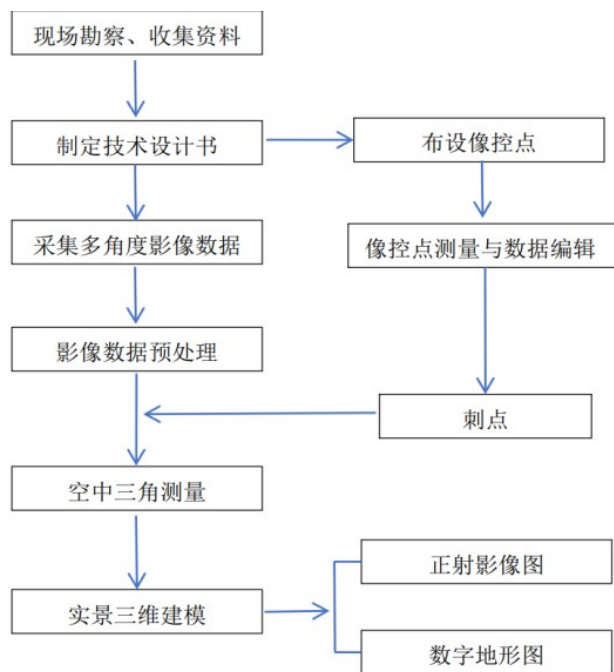 现场勘察、收集资料
制定技术设计书
布设像控点
采集多角度影像数据
像控点测量与数据编辑
影像数据预处理
刺点
空中三角测量
正射影像图
实景三维建模
数字地形图